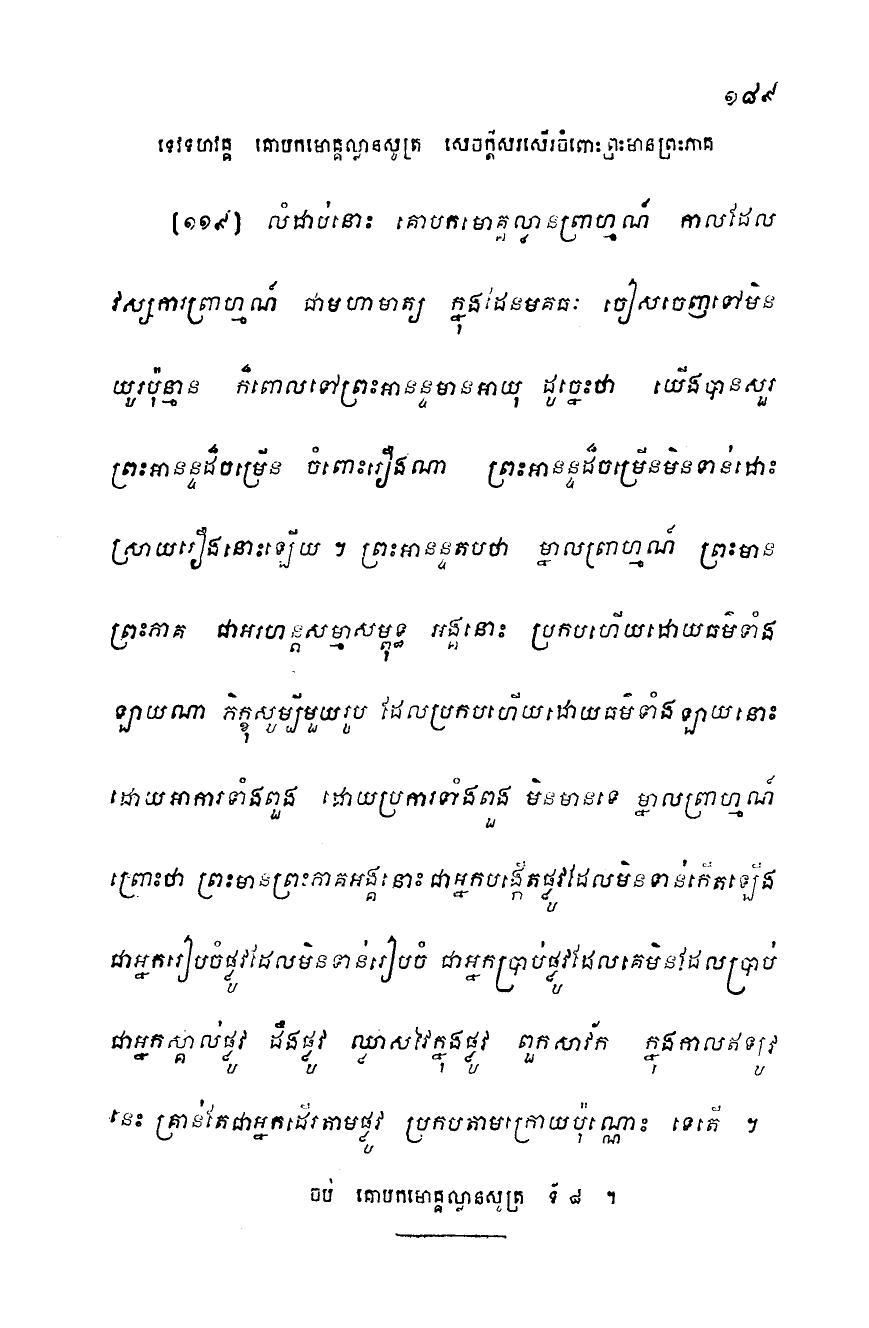 ១៨៩
ទេវទហវគ្គ គោបកមោគ្គល្លានសូត្រ សេចក្តីសរសើរចំពោះព្រះមានព្រះភាគ
[១១៩] លំដាប់នោះ គោបកមោគ្គល្លានព្រាហ្មណ៍ កាលដែល
វស្សការព្រាហ្មណ៍ ជាមហាមាត្យ ក្នុងដែនមគធៈ ចៀសចេញទៅមិន
យូរប៉ុន្មាន ក៏ពោលទៅព្រះអានន្ទមានអាយុ ដូច្នេះថា យើងបានសួរ
ព្រះអានន្ទដ៏ចម្រើន ចំពោះរឿងណា ព្រះអានន្ទដ៏ចម្រើនមិនទាន់ដោះ
ស្រាយរឿងនោះឡើយ ។ ព្រះអានន្ទតបថា ម្នាលព្រាហ្មណ៍ ព្រះមាន
ព្រះភាគ ជាអរហន្តសម្មាសម្ពុទ្ធ អង្គនោះ ប្រកបហើយដោយធម៌ទាំង
ឡាយណា ភិក្ខុសូម្បីមួយរូប ដែលប្រកបហើយដោយធម៌ទាំងឡាយនោះ
ដោយអាការទាំងពួង ដោយប្រការទាំងពួង មិនមានទេ ម្នាលព្រាហ្មណ៍
ព្រោះថា ព្រះមានព្រះភាគអង្គនោះ ជាអ្នកបង្កើតផ្លូវដែលមិនទាន់កើតឡើង
ជាអ្នករៀបចំផ្លូវដែលមិនទាន់រៀបចំ ជាអ្នកប្រាប់ផ្លូវដែលគេមិនដែលប្រាប់
ជាអ្នកស្គាល់ផ្លូវ ដឹងផ្លូវ ឈ្លាសវៃក្នុងផ្លូវ ពួកសាវ័ក ក្នុងកាលឥឡូវ
នេះ គ្រាន់តែជាអ្នកដើរតាមផ្លូវ ប្រកបតាមក្រោយប៉ុណ្ណោះ ទេតើ ។
ចប់ គោបកមោគ្គល្លានសូត្រ ទី ៨ ។